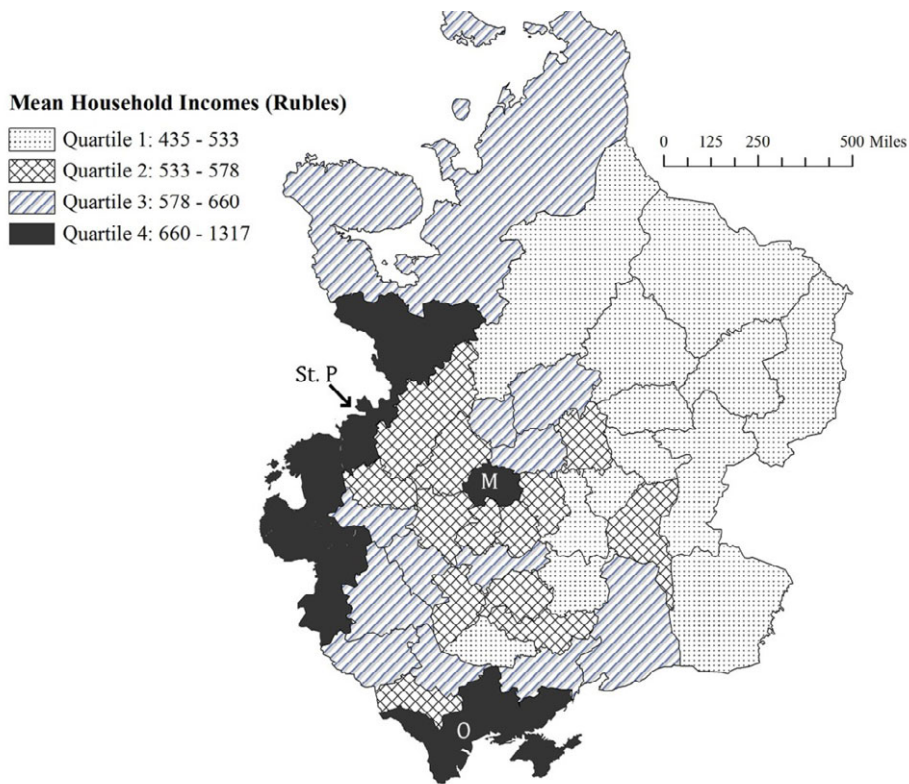 Mean Household Incomes (Rubles)
Quartile 1: 435 - 533
Quartile 2: 533 - 578
Quartile 3: 578 - 660
Quartile 4: 660 - 1317
0 125 250 500 Miles
St. P
M
O